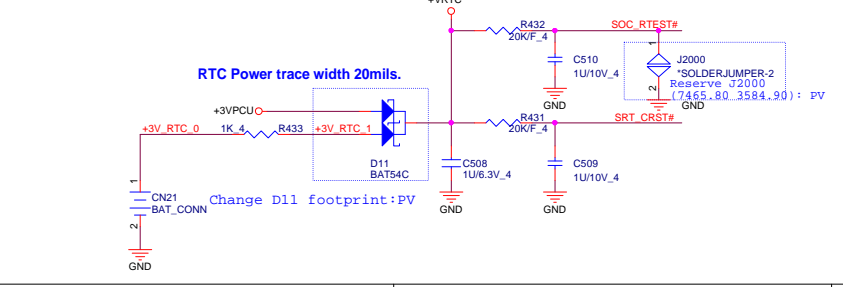 +VRTC
R432
20K/F_4
SOC_RTEST#
C510
1U/10V_4
GND
1
J2000
*SOLDERJUMPER-2
2
Reserve J2000
(7465.80 3584.90): PV
GND
RTC Power trace width 20mils.
+3VPCU
+3V_RTC_0
1K_4
R433
+3V_RTC_1
D11
BAT54C
R431
20K/F_4
SRT_CRST#
C508
1U/6.3V_4
GND
C509
1U/10V_4
GND
1
CN21
BAT_CONN
2
GND
Change D11 footprint:PV